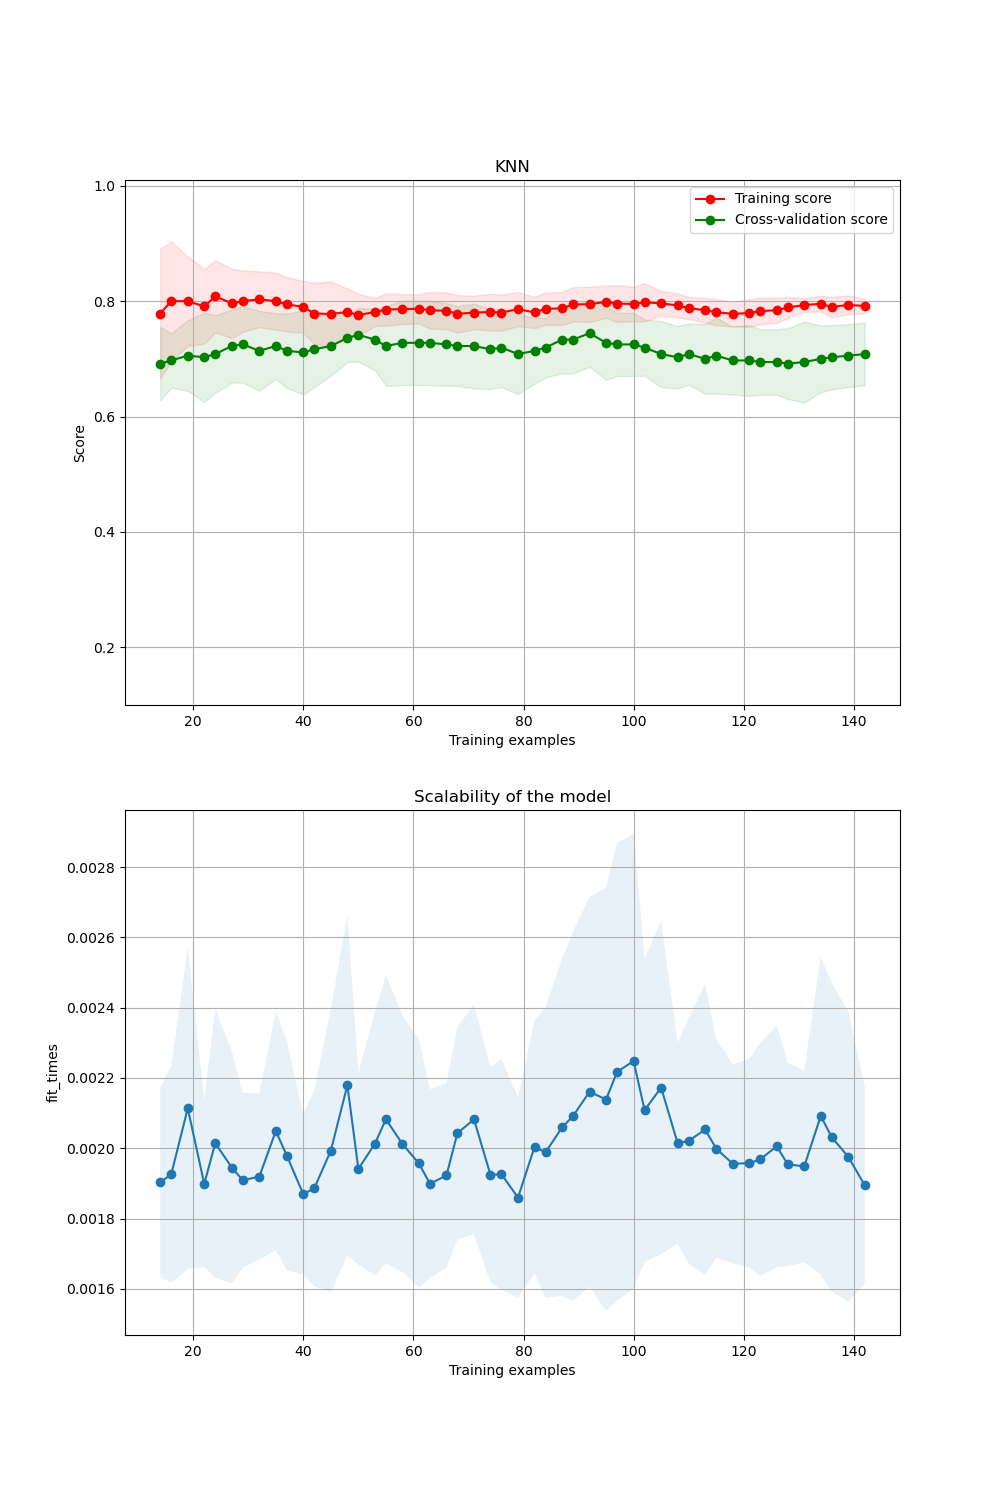 KNN
1.0
0.8
0.6
0.4
0.2
Score
Training score
Cross-validation score
20 40 60 80 100 120 140
Training examples
Scalability of the model
0.0028
0.0026
0.0024
0.0022
0.0020
0.0018
0.0016
fit_times
20 40 60 80 100 120 140
Training examples